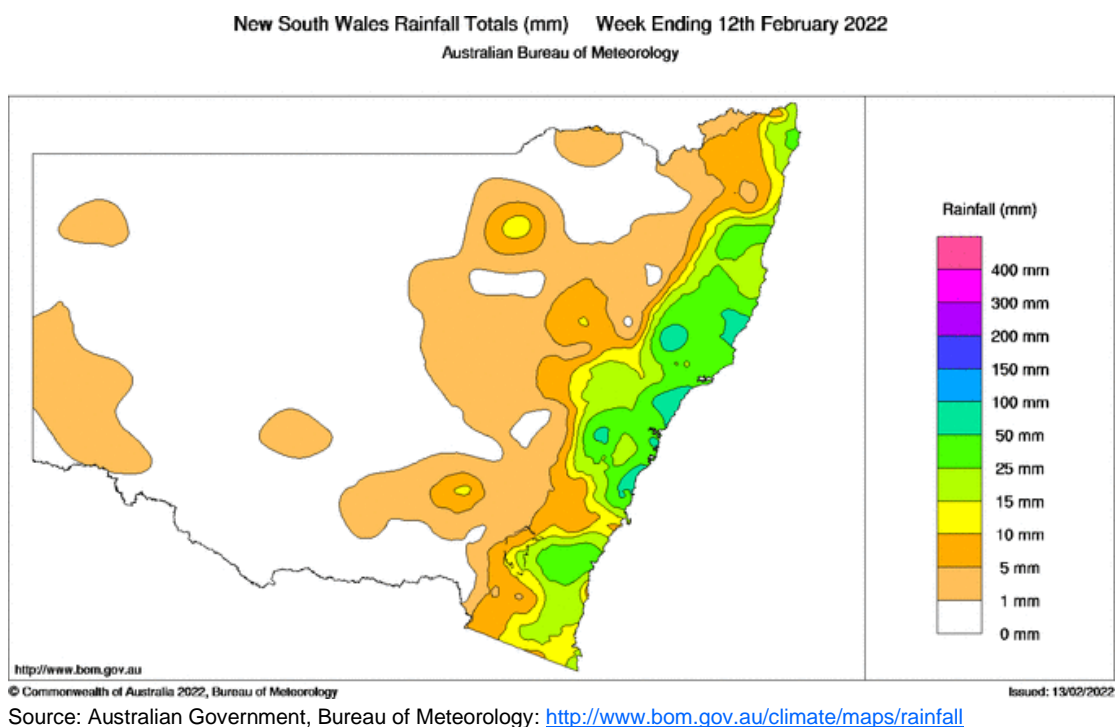 New South Wales Rainfall Totals (mm) Week Ending 12th February 2022
Australian Bureau of Meteorology
Rainfall (mm)
400 mm
300 mm
200 mm
150 mm
100 mm
50 mm
25 mm
15 mm
10 mm
5 mm
1 mm
0 mm
http://www.bom.gov.au
© Commonwealth of Australia 2022, Bureau of Meteorology Issued: 13/02/2022
Source: Australian Government, Bureau of Meteorology: http://www.bom.gov.au/climate/maps/rainfall